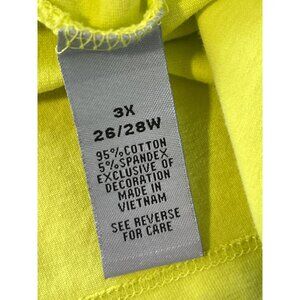 3X
26/28W
95%COTTON
5%SPANDEX
EXCLUSIVE OF
DECORATION
MADE IN
VIETNAM
SEE REVERSE
FOR CARE